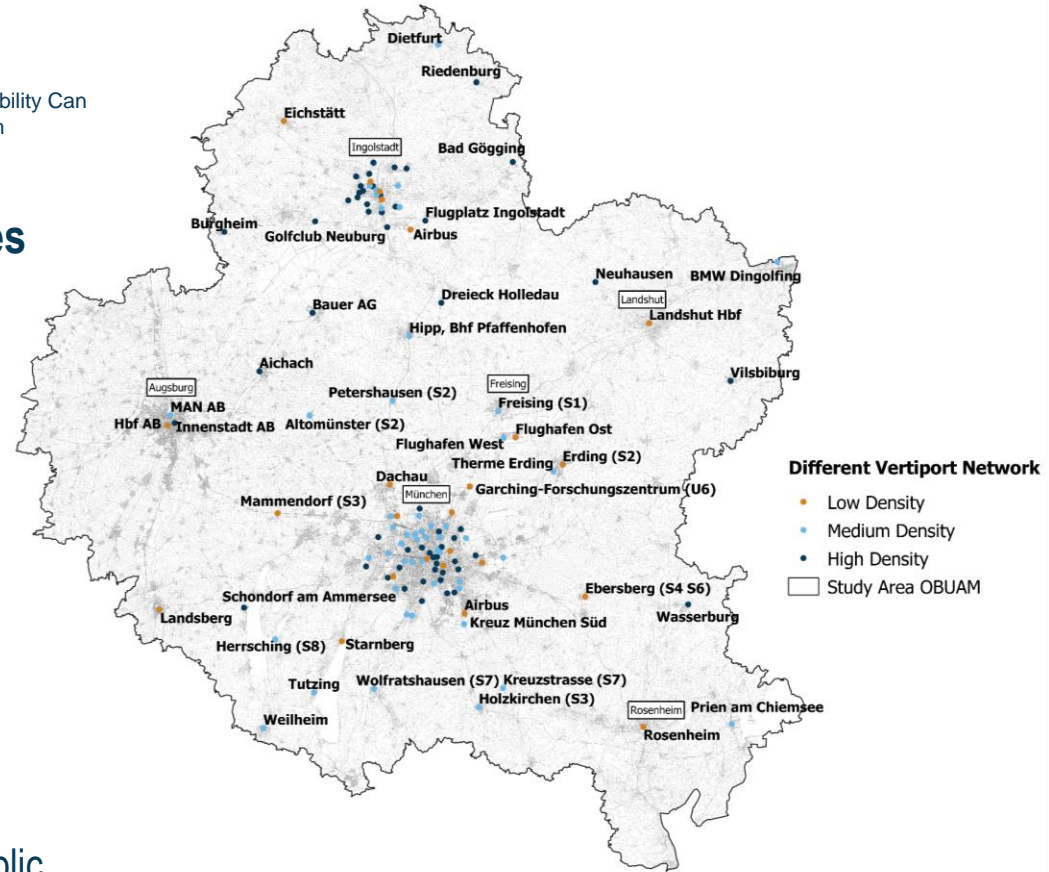 bility Can
n
es
Dietfurt
Riedenburg
Eichstätt
Ingolstadt
Bad Gögging
Flugplatz Ingolstadt
Burgheim
Golfclub Neuburg
Airbus
Neuhausen
BMW Dingolfing
Landshut
Dreieck Holledau
Bauer AG
Landshut Hbf
Hipp, Bhf Pfaffenhofen
Aichach
Vilsbiburg
Augsburg
Freising
Petershausen (S2)
MAN AB
Freising (S1)
Hbf AB
Innenstadt AB
Altomünster (S2)
Flughafen Ost
Flughafen West
Erding (S2)
Therme Erding
Dachau
Garching-Forschungszentrum (U6)
München
Mammendorf (S3)
Different Vertiport Network
Low Density
Medium Density
High Density
Study Area OBUAM
Ebersberg (S4 S6)
Schondorf am Ammersee
Airbus
Wasserburg
Landsberg
Kreuz München Süd
Herrsching (S8)
Starnberg
Wolfratshausen (S7)
Kreuzstrasse (S7)
Tutzing
Holzkirchen (S3)
Rosenheim
Prien am Chiemsee
Weilheim
Rosenheim
blic